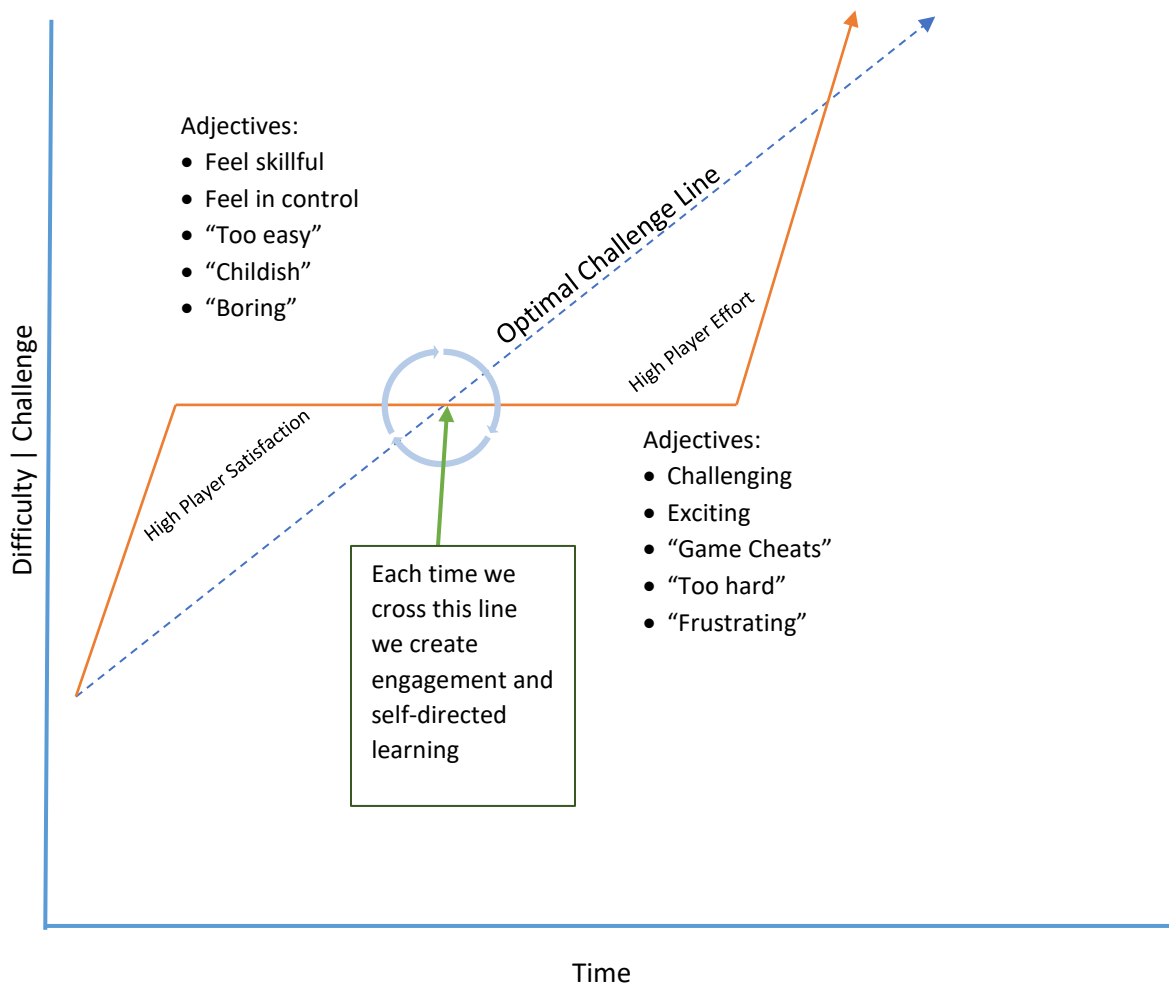 Adjectives:
• Feel skillful
• Feel in control
• “Too easy”
• “Childish”
• “Boring”
Optimal Challenge Line
High Player Effort
High Player Satisfaction
Difficulty | Challenge
Adjectives:
• Challenging
• Exciting
• “Game Cheats”
• “Too hard”
• “Frustrating”
Each time we
cross this line
we create
engagement and
self-directed
learning
Time